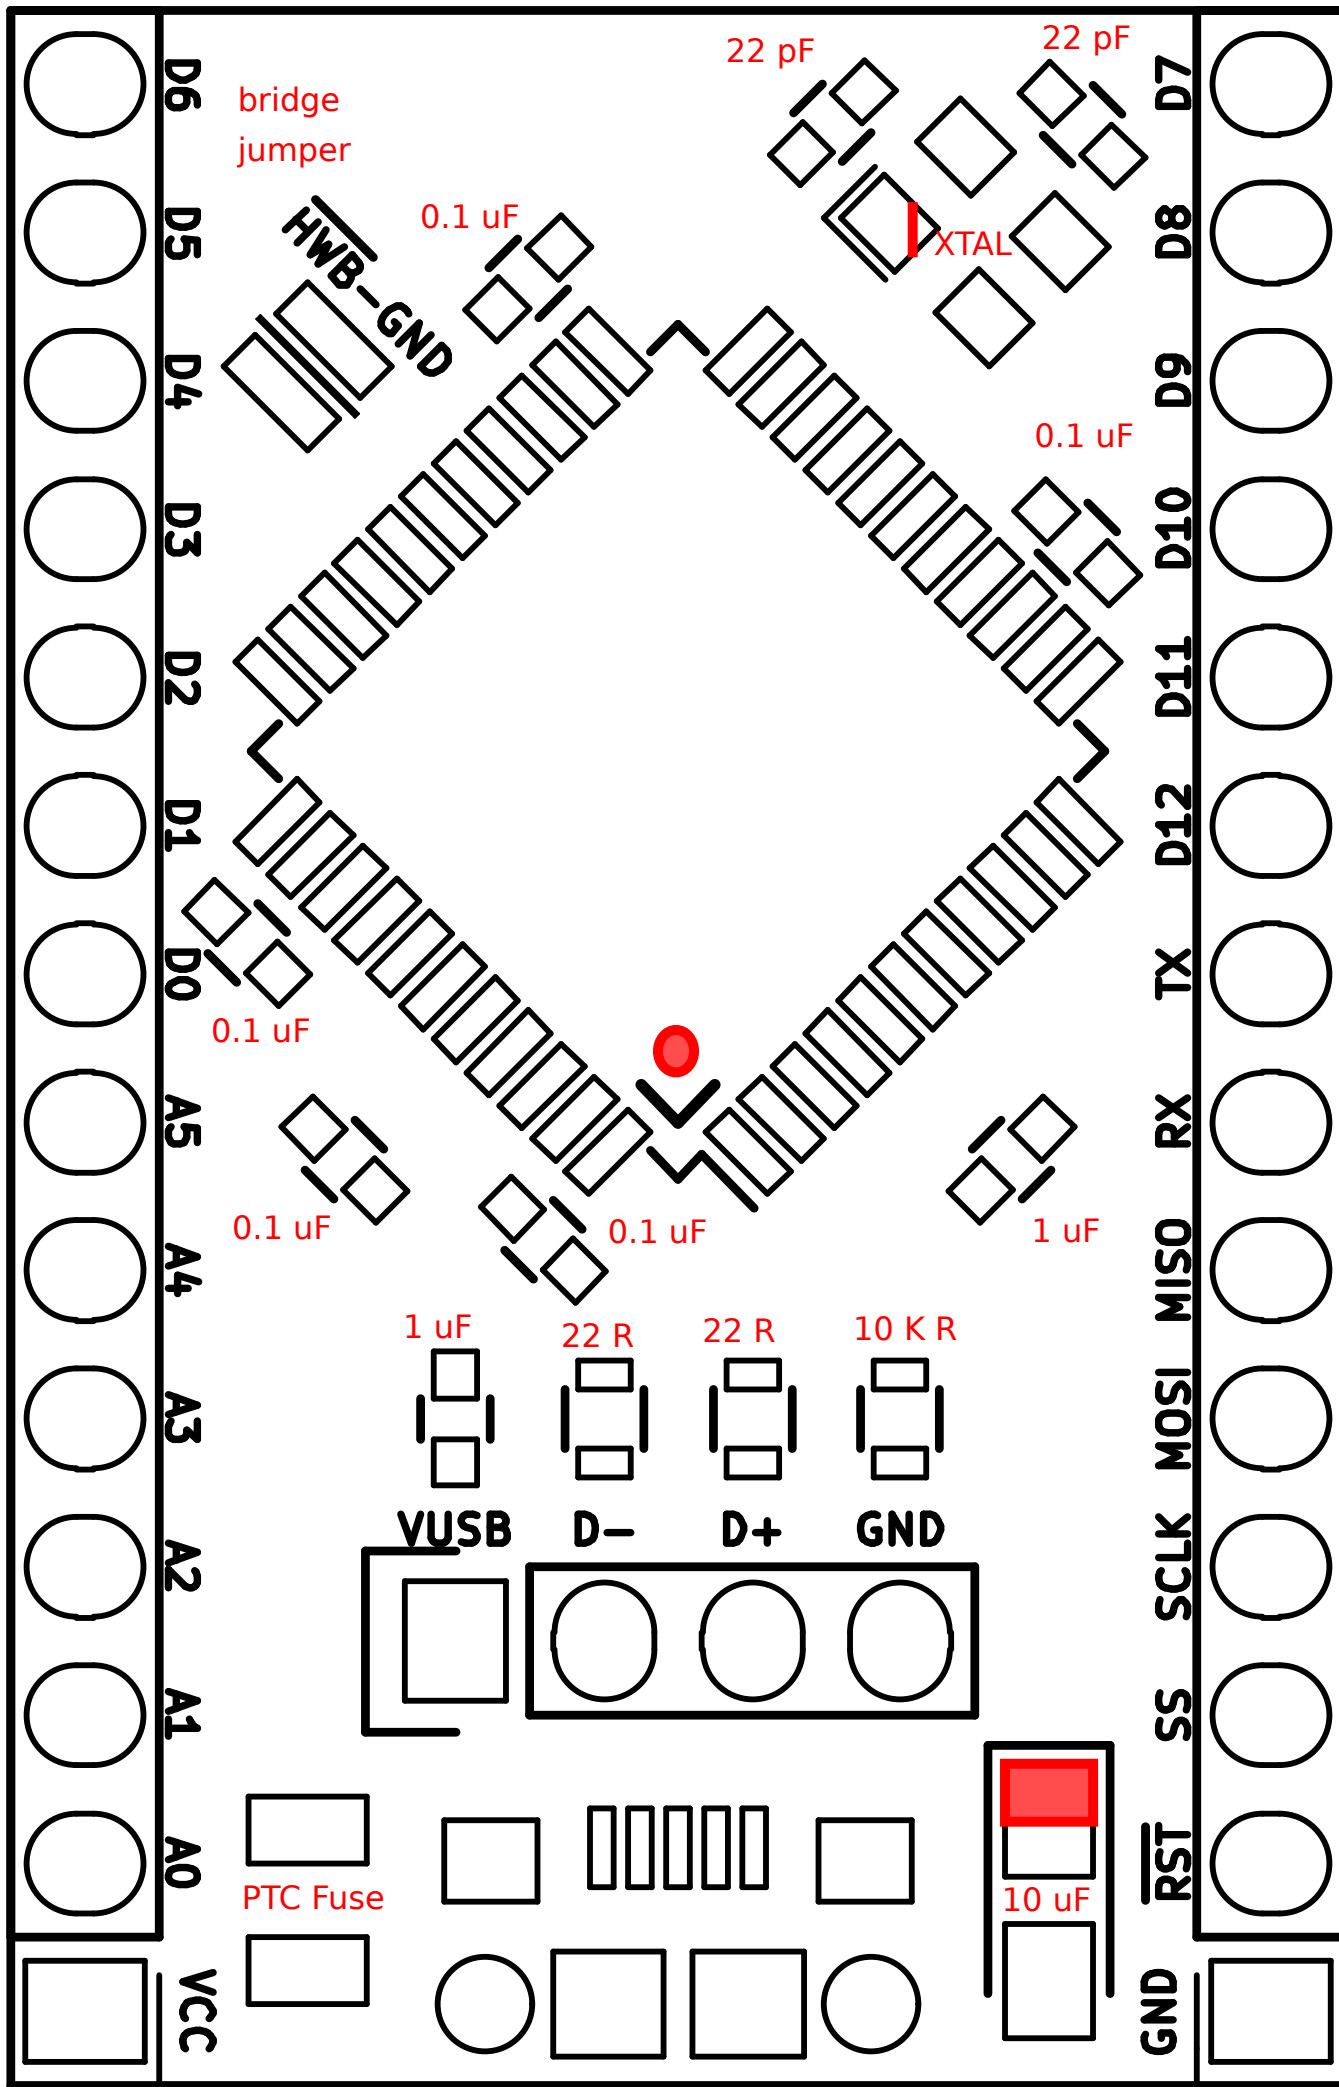 22 pF
22 pF
bridge
jumper
0.1 uF
XTAL
HWB-GND
0.1 uF
0.1 uF
0.1 uF
0.1 uF
1 uF
1 uF
22 R
22 R
10 K R
VUSB
D-
D+
GND
PTC Fuse
10 uF
D6
D5
D4
D3
D2
D1
D0
A5
A4
A3
A2
A1
A0
VCC
D7
D8
D9
D10
D11
D12
TX
RX
MISO
MOSI
SCLK
SS
RST
GND